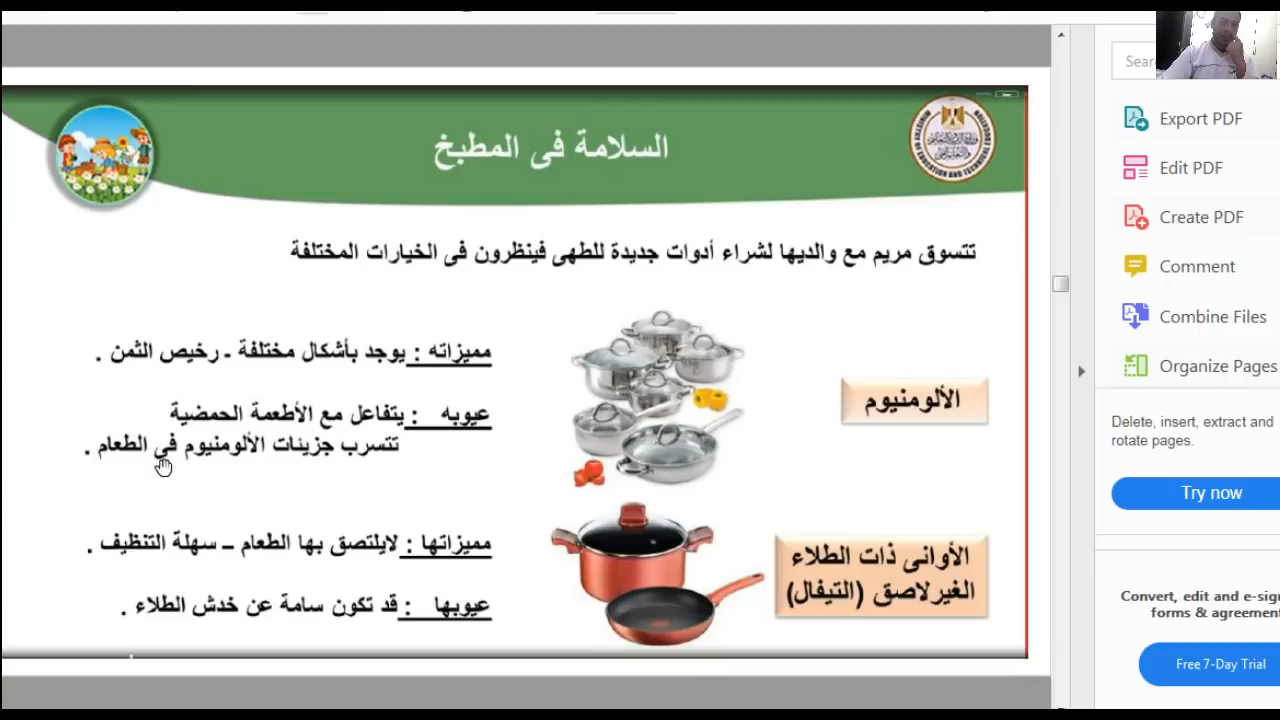 السلامة فى المطبخ
تتسوق مريم مع والديها لشراء أدوات جديدة للطهى فينظرون فى الخيارات المختلفة
الألومنيوم
مميزاته : يوجد بأشكال مختلفة - رخيص الثمن .
عيوبه : يتفاعل مع الأطعمة الحمضية
تتسرب جزيئات الألومنيوم في الطعام .
الأوانى ذات الطلاء
الغيرلاصق (التيفال)
مميزاتها : لايلتصق بها الطعام – سهلة التنظيف .
عيوبها : قد تكون سامة عن خدش الطلاء .
Sear
Export PDF
Edit PDF
Create PDF
Comment
Combine Files
Organize Pages
Delete, insert, extract and
rotate pages.
Try now
Convert, edit and e-sign
forms & agreement
Free 7-Day Trial